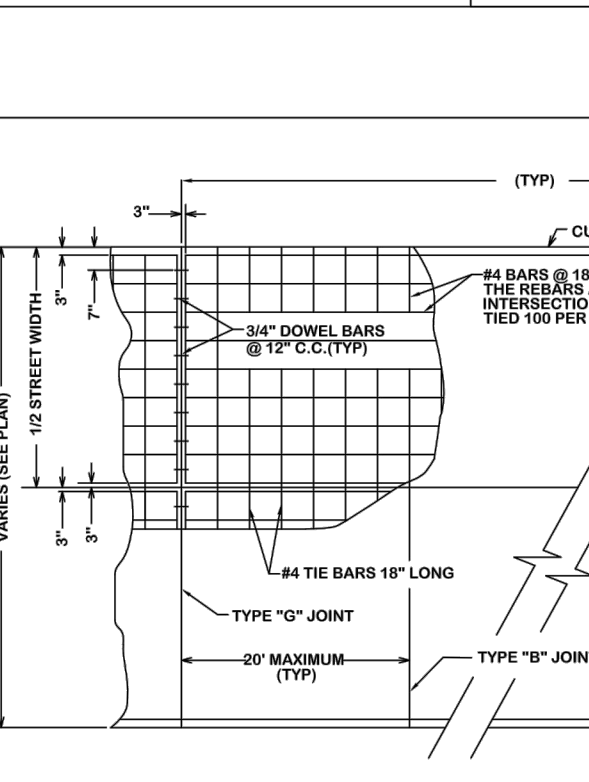 (TYP)
3"
CU
#4 BARS @ 18
THE REBARS
INTERSECTIO
TIED 100 PER
3"
7"
3/4" DOWEL BARS
@ 12" C.C.(TYP)
1/2 STREET WIDTH
VARIES (SEE PLAN)
3"
3"
#4 TIE BARS 18" LONG
TYPE "G" JOINT
20' MAXIMUM
(TYP)
TYPE "B" JOIN